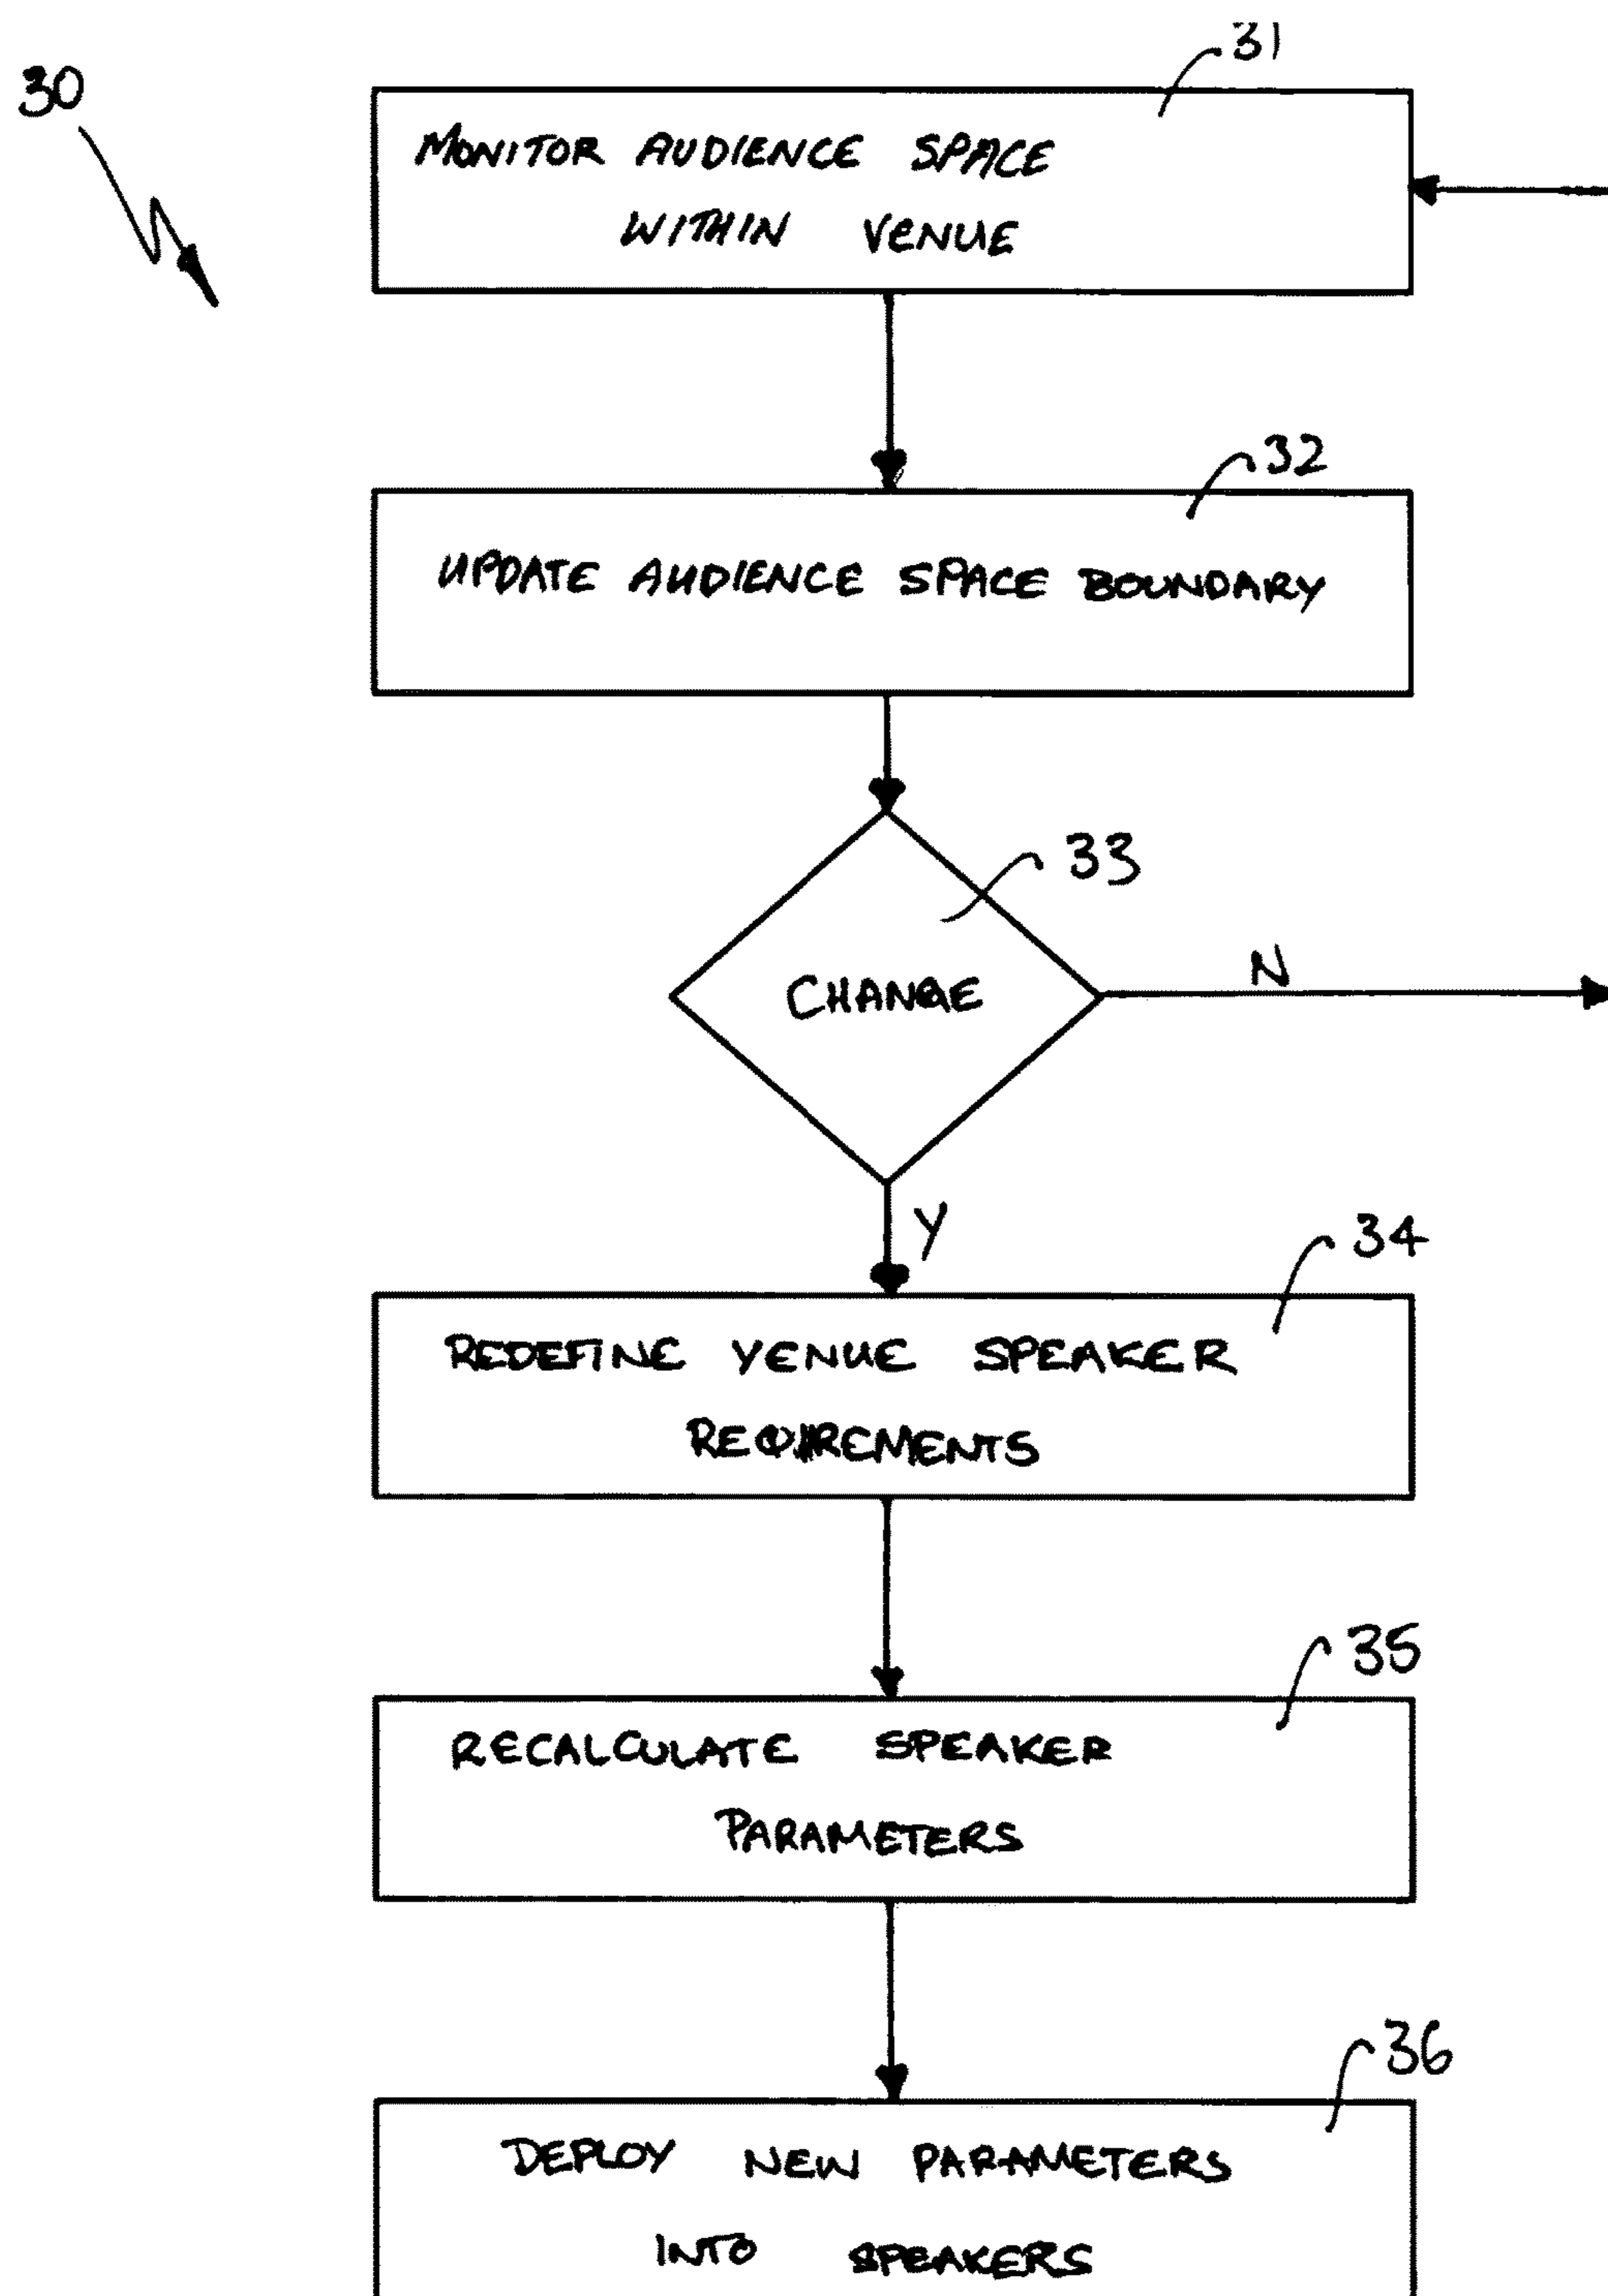 31
30
MONITOR AUDIENCE SPACE
WITHIN VENUE
32
UPDATE AUDIENCE SPACE BOUNDARY
33
CHANGE
N
Y
34
REDEFINE VENUE SPEAKER
REQUIREMENTS
35
RECALCULATE SPEAKER
PARAMETERS
36
DEPLOY NEW PARAMETERS
INTO SPEAKERS